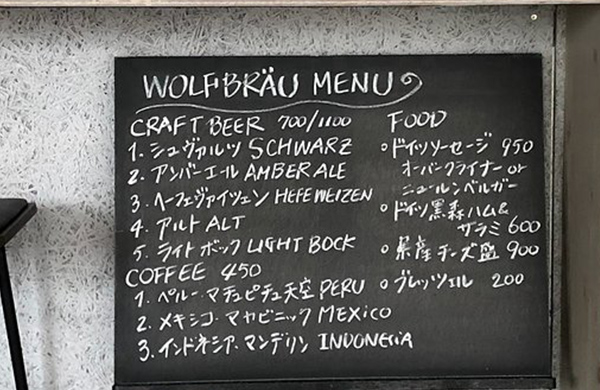 WOLFBRÄU MENU
CRAFT BEER 700/1100
1. シュヴァルツ SCHWARZ
2. アンバーエール AMBER ALE
3. ヘーフェヴァイツェン HEFEWEIZEN
4. アルト ALT
5. ライトボック LIGHT BOCK
COFFEE 450
1. ペルー・マチュピチュ天空 PERU
2. メキシコ・マヤビニック MEXiCO
3. インドネシア・マンデリン INDONESiA
FOOD
○ドイツソーセージ 950
オーバークライナー or
ニュールンベルガー
○ドイツ黒森ハム&
サラミ 600
○県産チーズ盛 900
○ブレッツェル 200